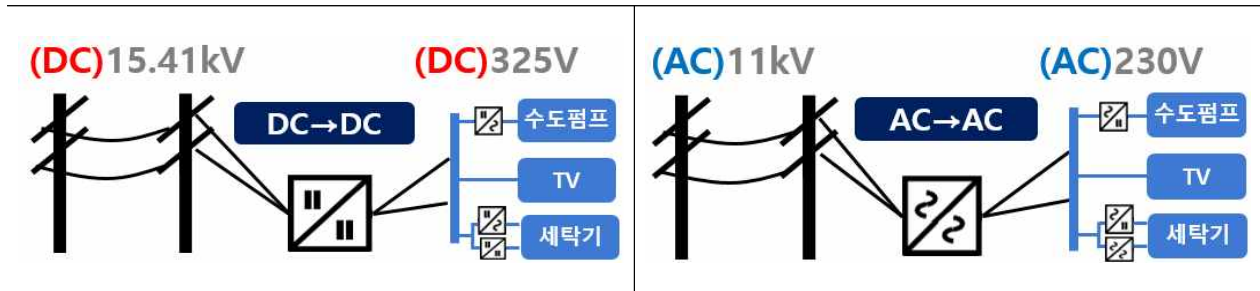 (DC)15.41kV
(DC)325V
DC→DC
수도펌프
TV
세탁기
(AC)11kV
(AC)230V
AC→AC
수도펌프
TV
세탁기